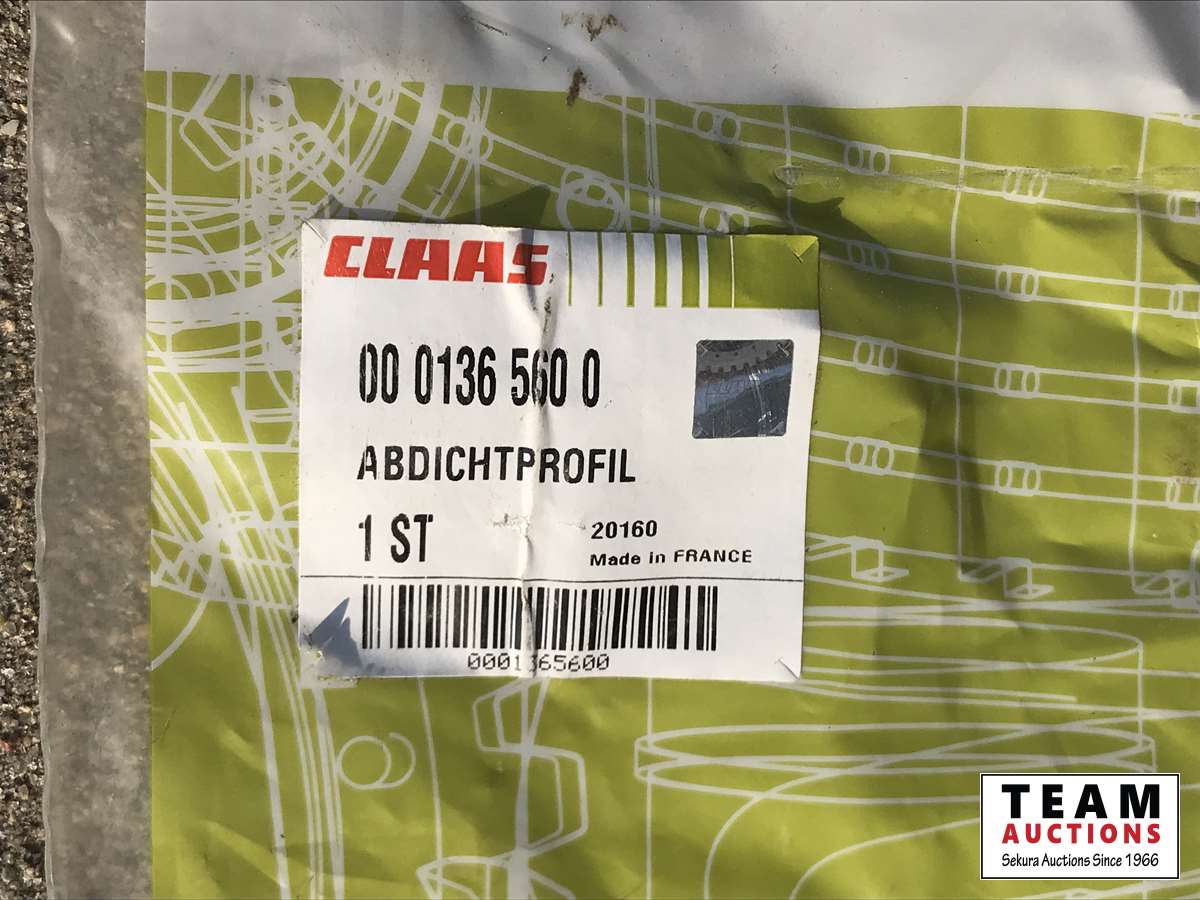 CLAAS
00 0136 560 0
ABDICHTPROFIL
1 ST
20160
Made in FRANCE
0001365600
TEAM
AUCTIONS
Sekura Auctions Since 1966